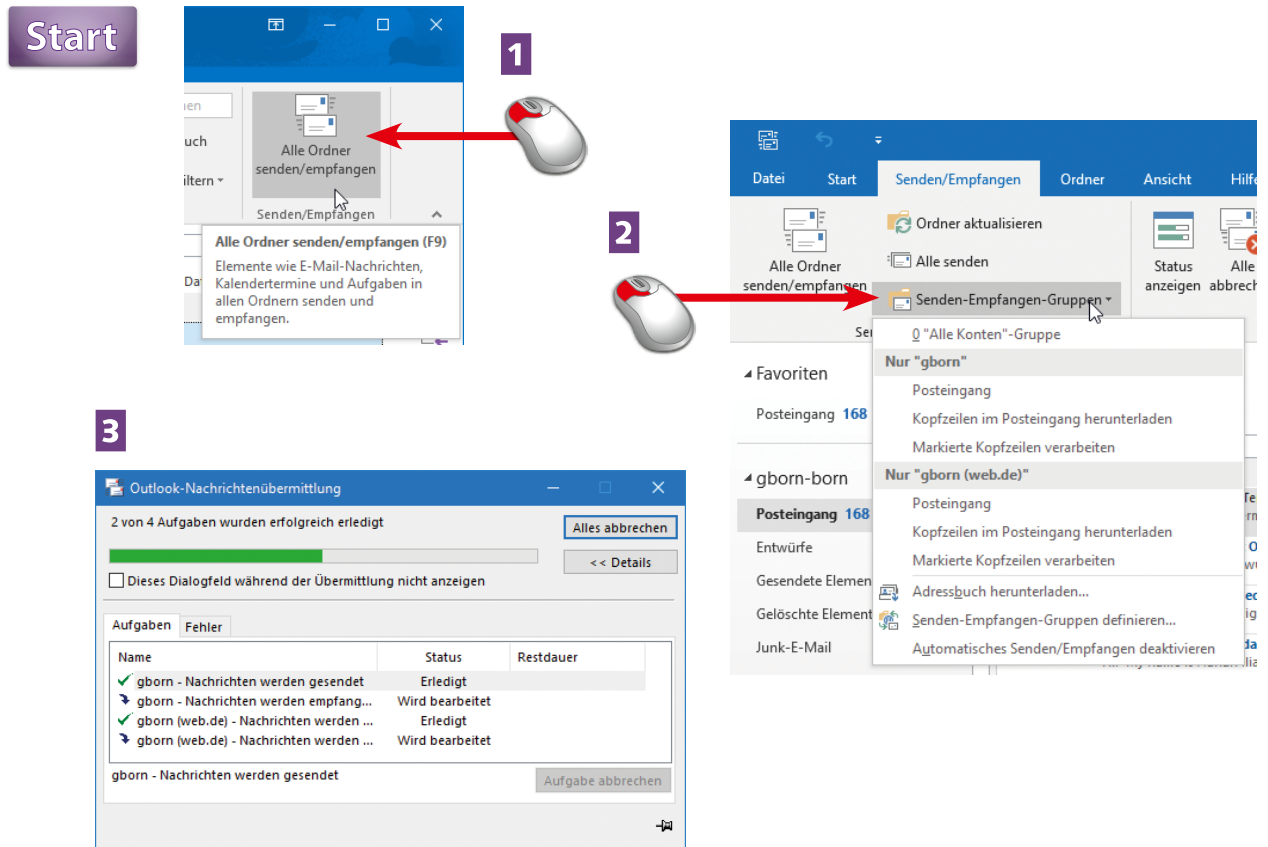 Start
1
Alle Ordner
senden/empfangen
Senden/Empfangen
Alle Ordner senden/empfangen (F9)
Elemente wie E-Mail-Nachrichten,
Kalendertermine und Aufgaben in
allen Ordnern senden und
empfangen.
2
Datei Start Senden/Empfangen Ordner Ansicht Hilfe
Alle Ordner
senden/empfangen
Ordner aktualisieren
Alle senden
Senden-Empfangen-Gruppen
Status
anzeigen
Alle
abbrech
Sen
0 "Alle Konten"-Gruppe
Nur "gborn"
Posteingang
Kopfzeilen im Posteingang herunterladen
Markierte Kopfzeilen verarbeiten
Nur "gborn (web.de)"
Posteingang
Kopfzeilen im Posteingang herunterladen
Markierte Kopfzeilen verarbeiten
Adressbuch herunterladen...
Senden-Empfangen-Gruppen definieren...
Automatisches Senden/Empfangen deaktivieren
Favoriten
Posteingang 168
gborn-born
Posteingang 168
Entwürfe
Gesendete Elemen
Gelöschte Element
Junk-E-Mail
3
Outlook-Nachrichtenübermittlung
2 von 4 Aufgaben wurden erfolgreich erledigt
Alles abbrechen
<< Details
Dieses Dialogfeld während der Übermittlung nicht anzeigen
Aufgaben Fehler
Name Status Restdauer
gborn - Nachrichten werden gesendet Erledigt
gborn - Nachrichten werden empfang... Wird bearbeitet
gborn (web.de) - Nachrichten werden ... Erledigt
gborn (web.de) - Nachrichten werden ... Wird bearbeitet
gborn - Nachrichten werden gesendet
Aufgabe abbrechen